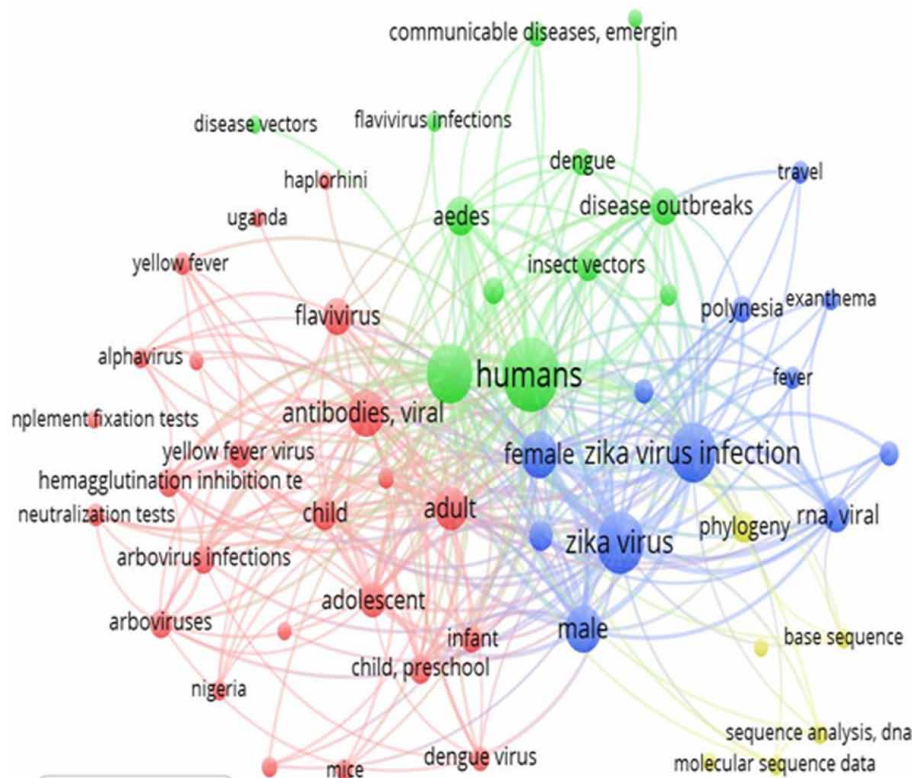 communicable diseases, emergin
disease vectors
flavivirus infections
dengue
travel
haplorhini
disease outbreaks
uganda
aedes
yellow fever
insect vectors
exanthema
polynesia
flavivirus
alphavirus
humans
fever
antibodies, viral
nplement fixation tests
yellow fever virus
female
zika virus infection
hemagglutination inhibition te
neutralization tests
child
adult
rna, viral
phylogeny
zika virus
arbovirus infections
adolescent
arboviruses
male
infant
base sequence
child, preschool
nigeria
sequence analysis, dna
dengue virus
molecular sequence data
mice